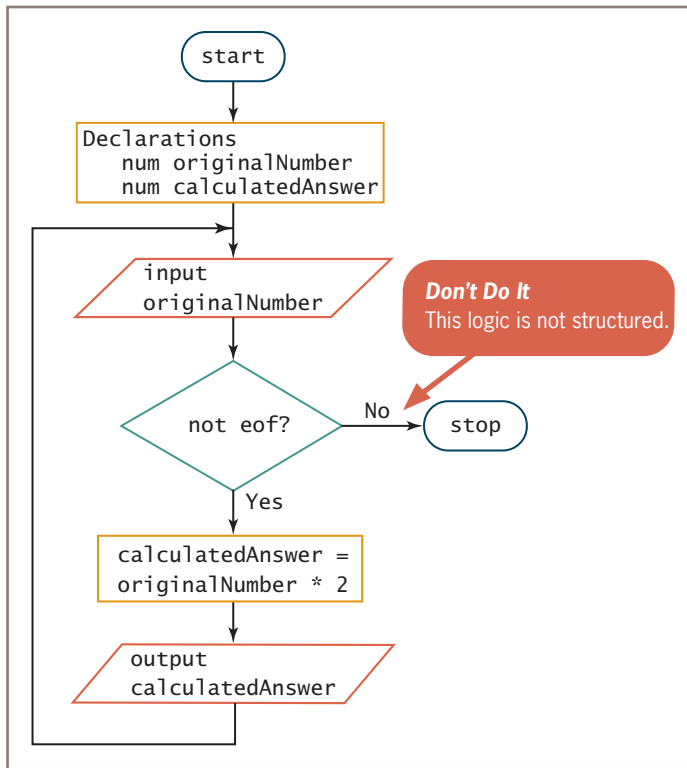 start
Declarations
num originalNumber
num calculatedAnswer
input
originalNumber
Don't Do It
This logic is not structured.
not eof?
No
stop
Yes
calculatedAnswer =
originalNumber * 2
output
calculatedAnswer